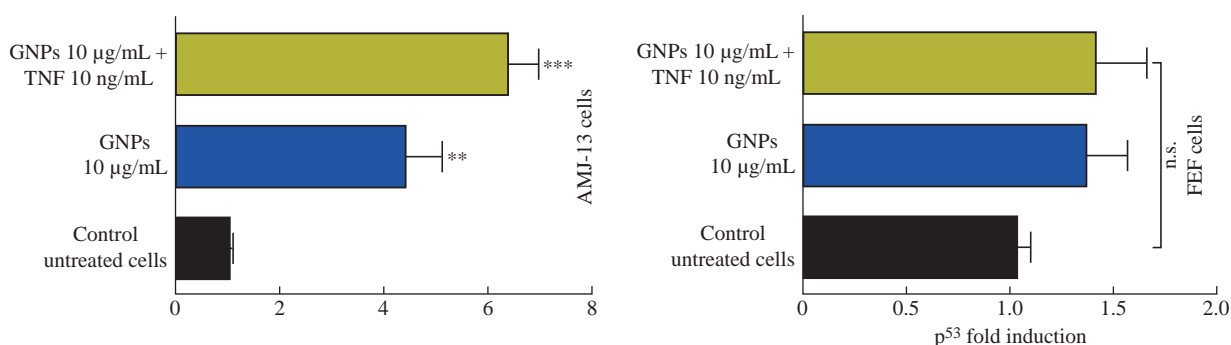 GNPs 10 µg/mL +
TNF 10 ng/mL
***
GNPs
10 µg/mL
**
Control
untreated cells
AMJ-13 cells
0 2 4 6 8
GNPs 10 µg/mL +
TNF 10 ng/mL
GNPs
10 µg/mL
Control
untreated cells
n.s.
FEF cells
0 0.5 1.0 1.5 2.0
p⁵³ fold induction